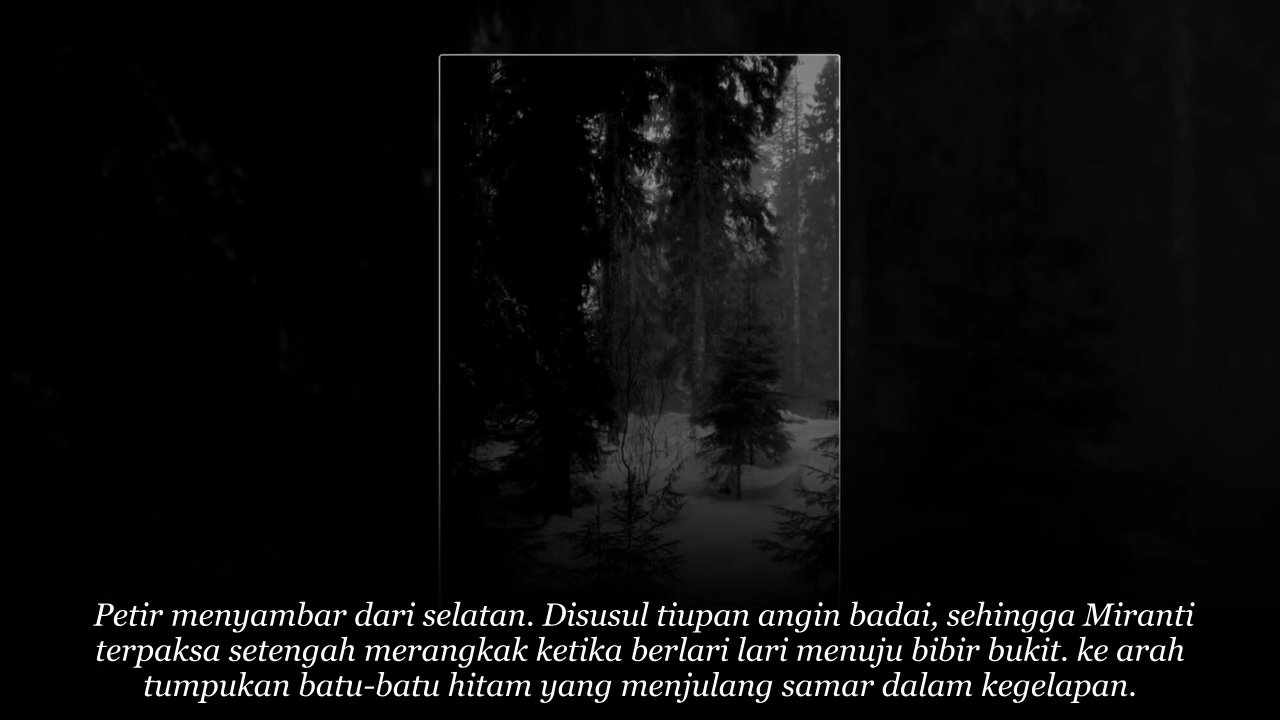 Petir menyambar dari selatan. Disusul tiupan angin badai, sehingga Miranti
terpaksa setengah merangkak ketika berlari lari menuju bibir bukit. ke arah
tumpukan batu-batu hitam yang menjulang samar dalam kegelapan.